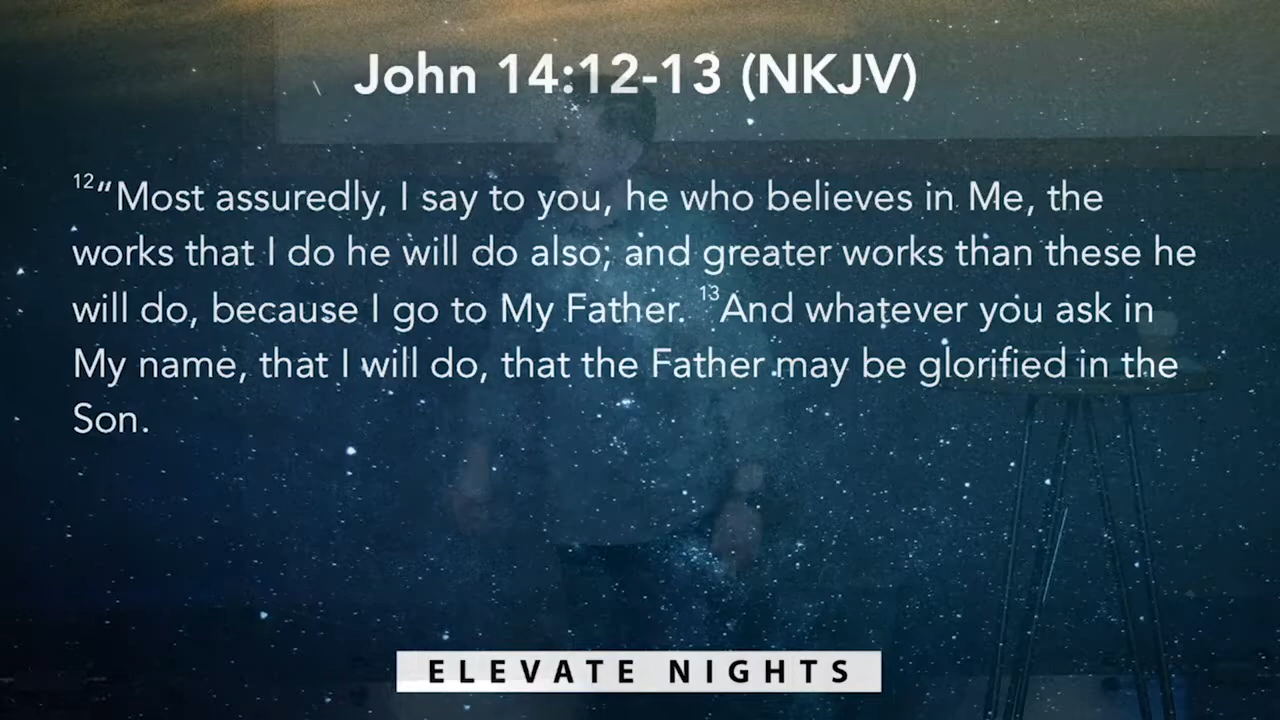 John 14:12-13 (NKJV)
12“Most assuredly, I say to you, he who believes in Me, the
works that I do he will do also; and greater works than these he
will do, because I go to My Father. 13And whatever you ask in
My name, that I will do, that the Father may be glorified in the
Son.
ELEVATE NIGHTS